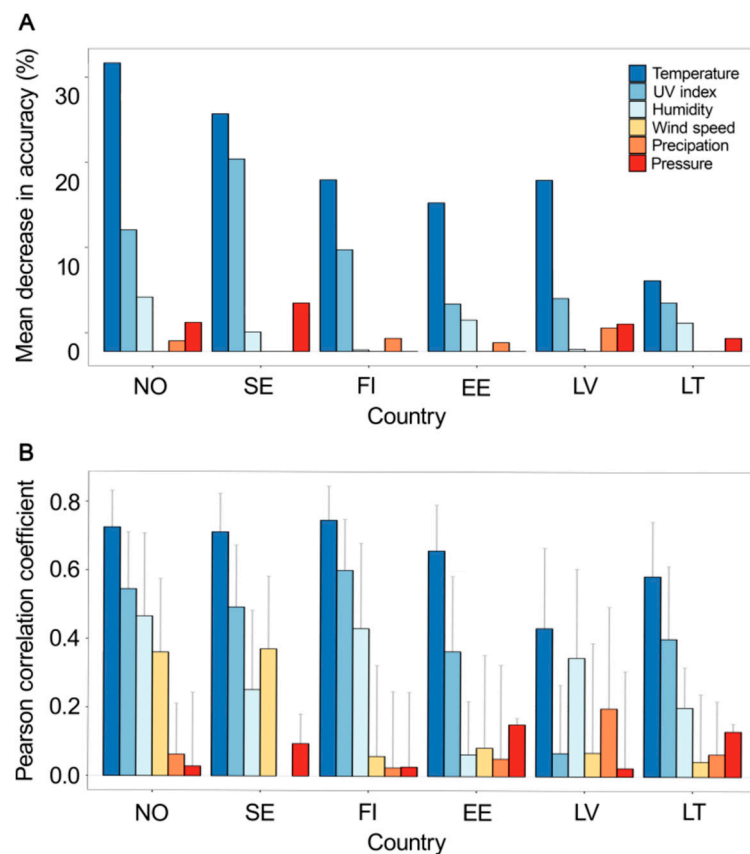 A
Mean decrease in accuracy (%)
30
20
10
0
Temperature
UV index
Humidity
Wind speed
Precipation
Pressure
NO SE FI EE LV LT
Country
B
Pearson correlation coefficient
0.8
0.6
0.4
0.2
0.0
NO SE FI EE LV LT
Country